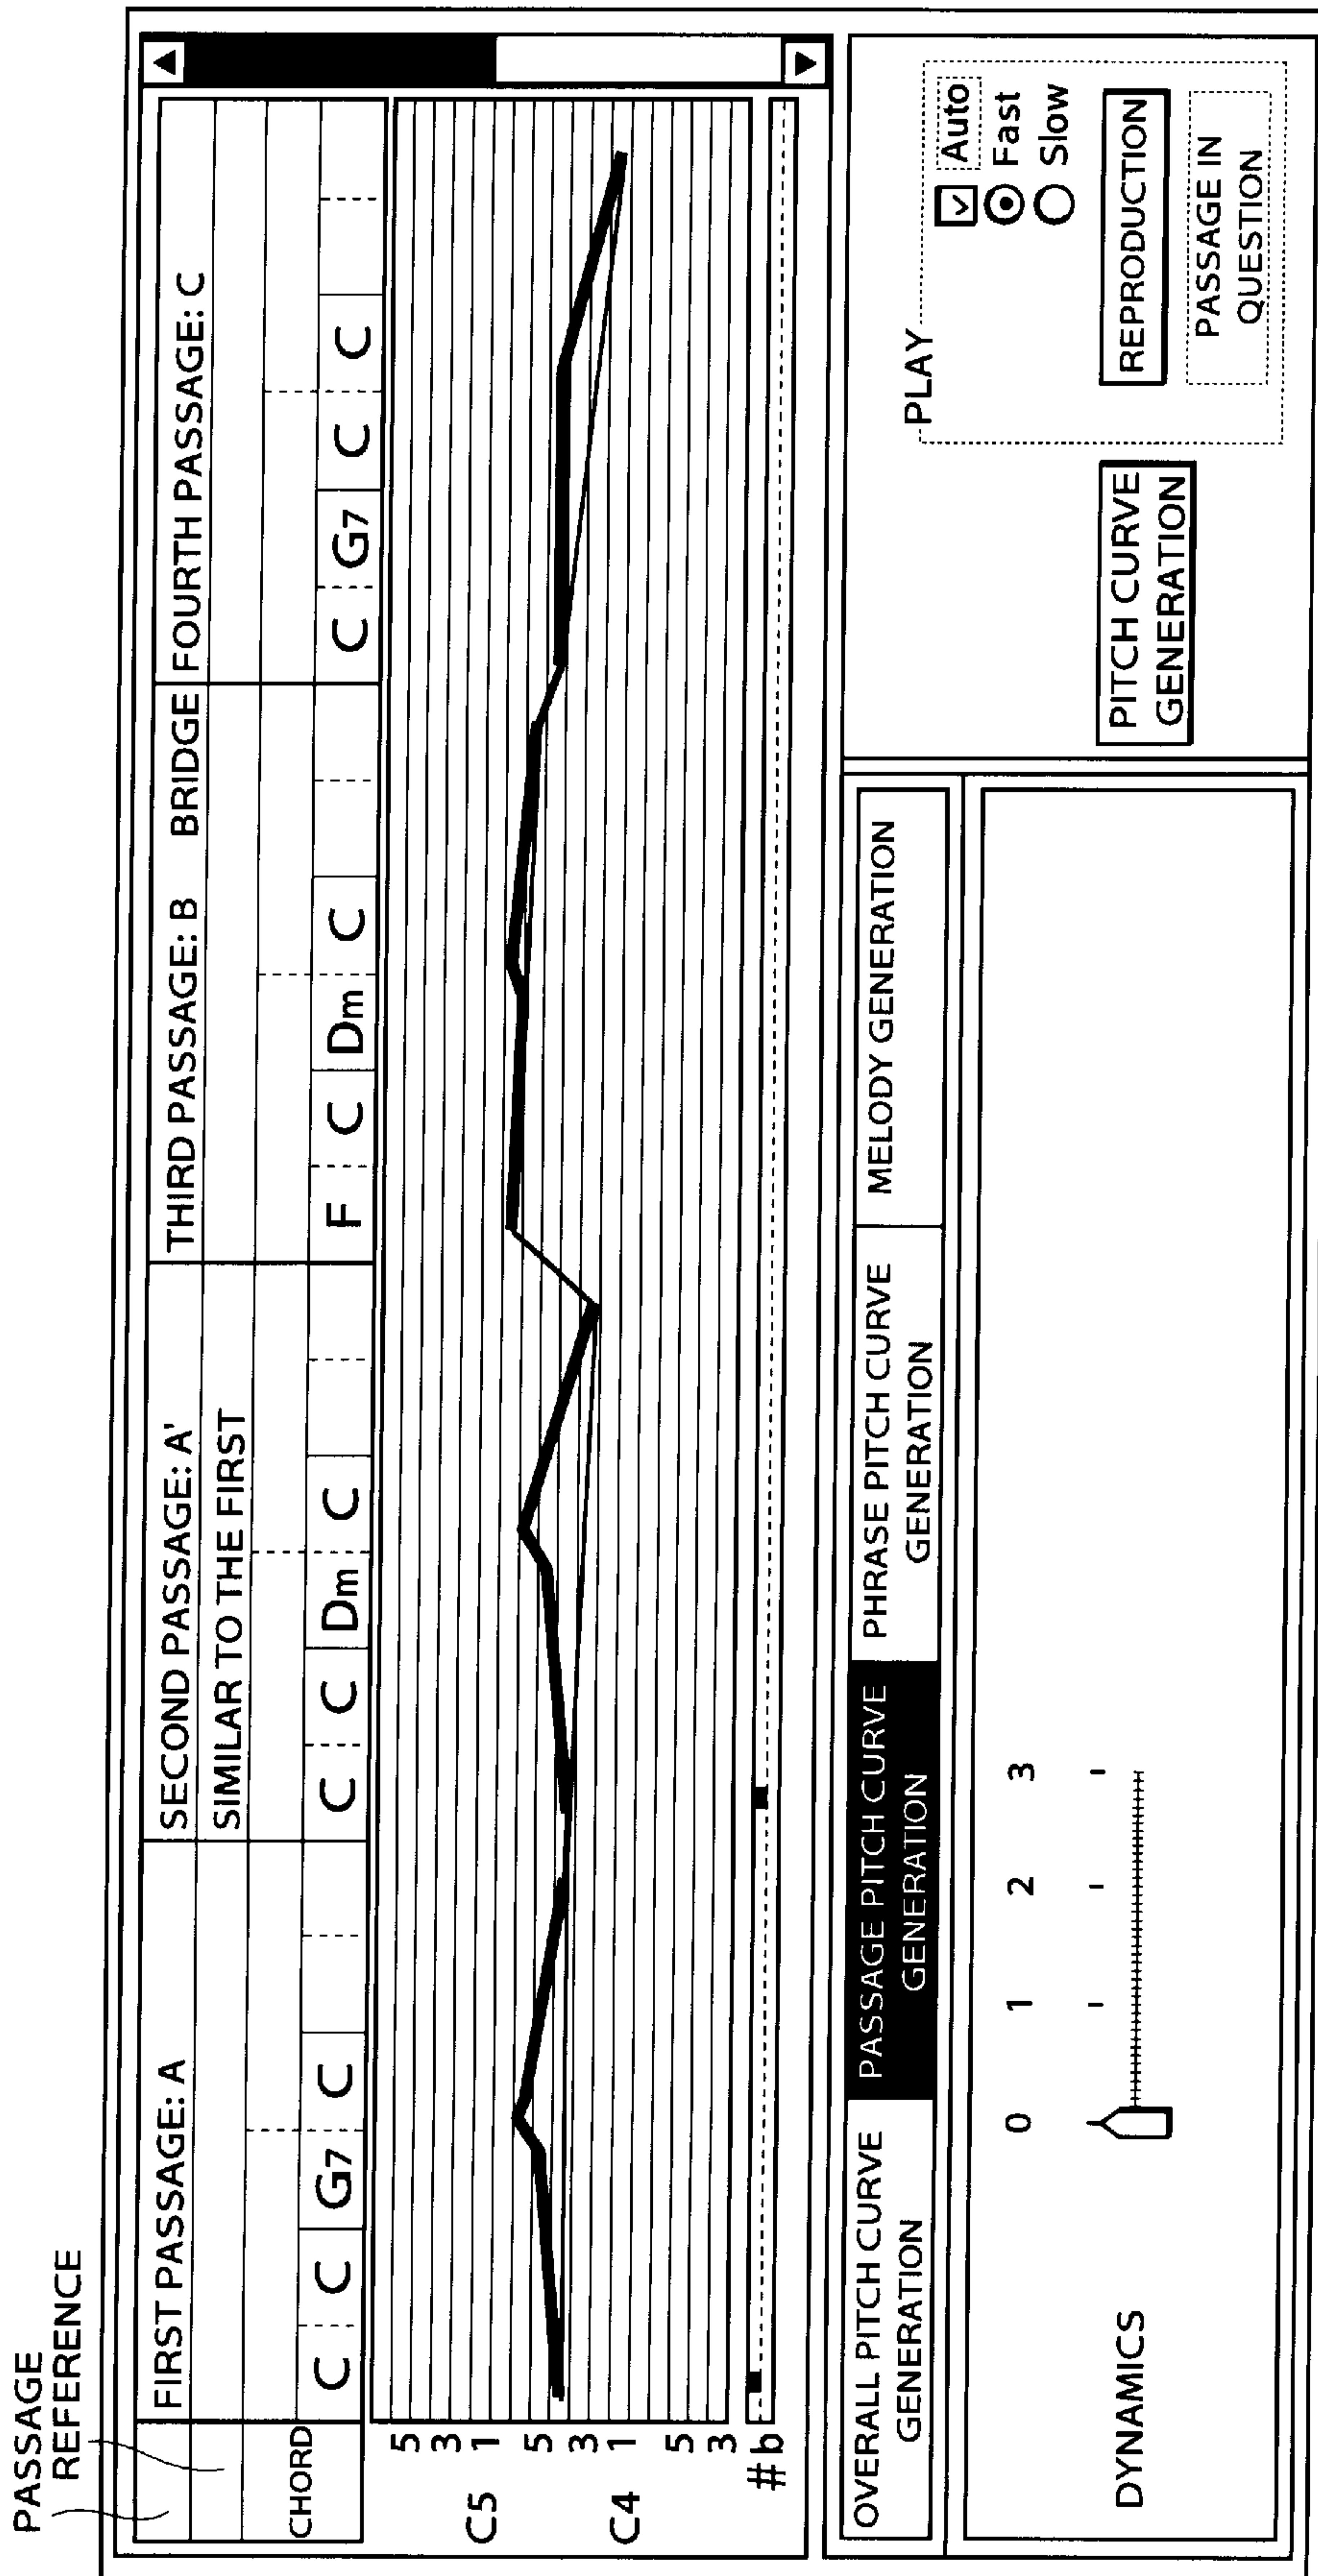 PASSAGE
REFERENCE
FIRST PASSAGE: A
SECOND PASSAGE: A'
THIRD PASSAGE: B BRIDGE
FOURTH PASSAGE: C
SIMILAR TO THE FIRST
CHORD
C C G7 C
C C Dm C
F C Dm C
C G7 C C
5
3
C5 1
5
3
C4 1
5
3
#
b
OVERALL PITCH CURVE
GENERATION
PASSAGE PITCH CURVE
GENERATION
PHRASE PITCH CURVE
GENERATION
MELODY GENERATION
DYNAMICS
0 1 2 3
PITCH CURVE
GENERATION
PLAY
Auto
Fast
Slow
REPRODUCTION
PASSAGE IN
QUESTION